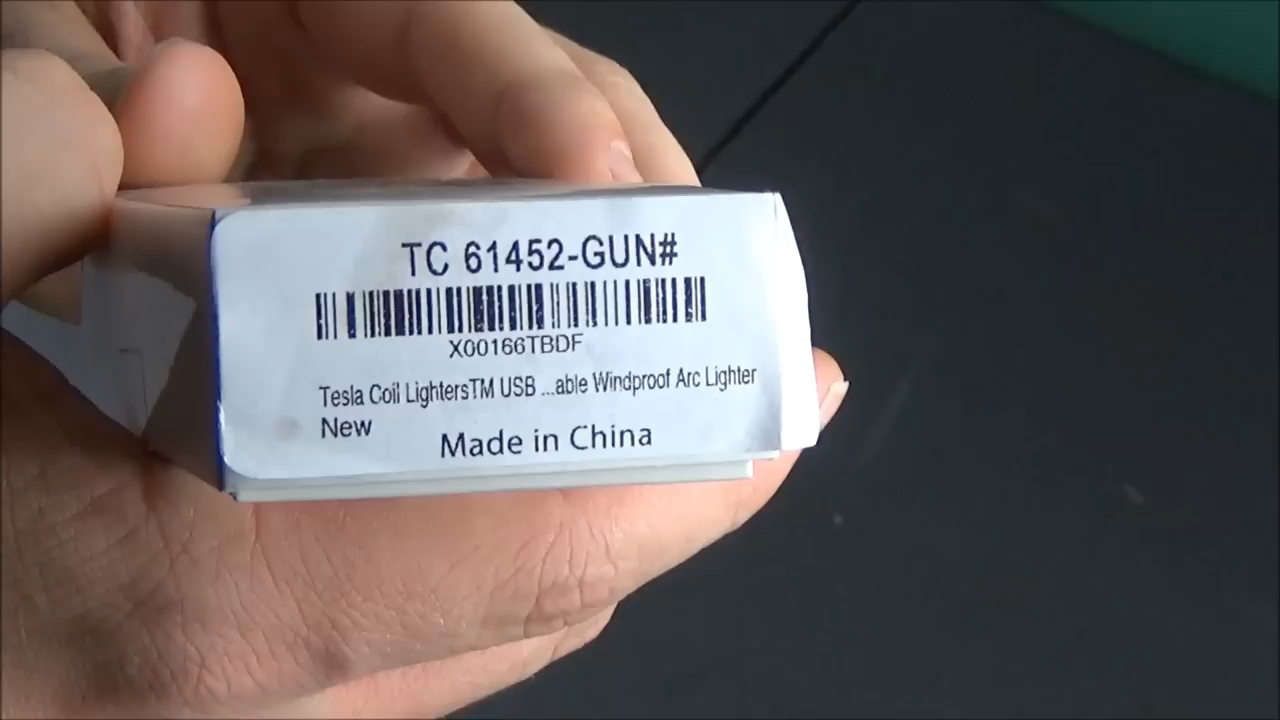 TC 61452-GUN#
X00166TBDF
Tesla Coil LightersTM USB ...able Windproof Arc Lighter
New
Made in China